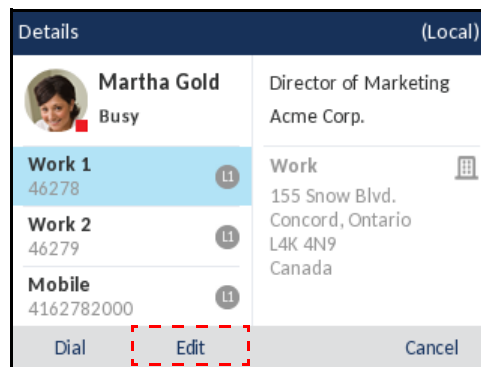 Details (Local)
Martha Gold
Busy
Director of Marketing
Acme Corp.
Work 1
46278
L1
Work 2
46279
L1
Mobile
4162782000
L1
Work
155 Snow Blvd.
Concord, Ontario
L4K 4N9
Canada
Dial Edit Cancel